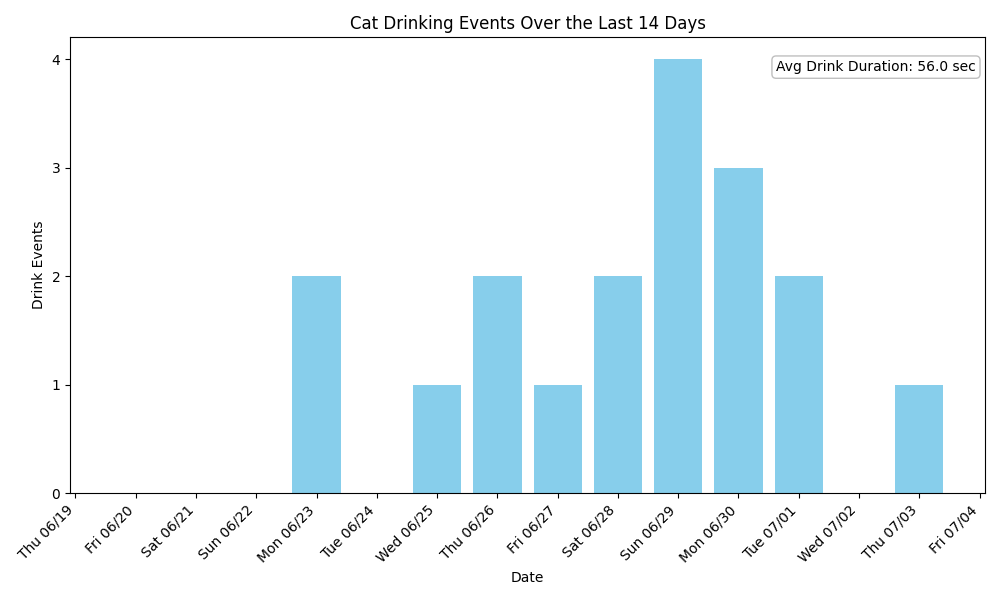 Cat Drinking Events Over the Last 14 Days
Avg Drink Duration: 56.0 sec
Drink Events
4
3
2
1
0
Thu 06/19
Fri 06/20
Sat 06/21
Sun 06/22
Mon 06/23
Tue 06/24
Wed 06/25
Thu 06/26
Fri 06/27
Sat 06/28
Sun 06/29
Mon 06/30
Tue 07/01
Wed 07/02
Thu 07/03
Fri 07/04
Date